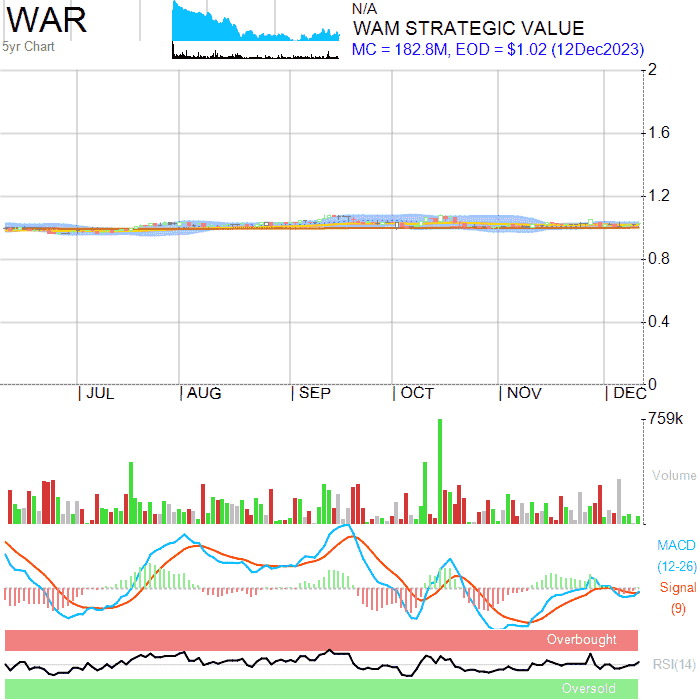 WAR
5yr Chart
N/A
WAM STRATEGIC VALUE
MC = 182.8M, EOD = $1.02 (12Dec2023)
2
1.6
1.2
0.8
0.4
0
JUL
AUG
SEP
OCT
NOV
DEC
759k
Volume
MACD
(12-26)
Signal
(9)
Overbought
RSI(14)
Oversold